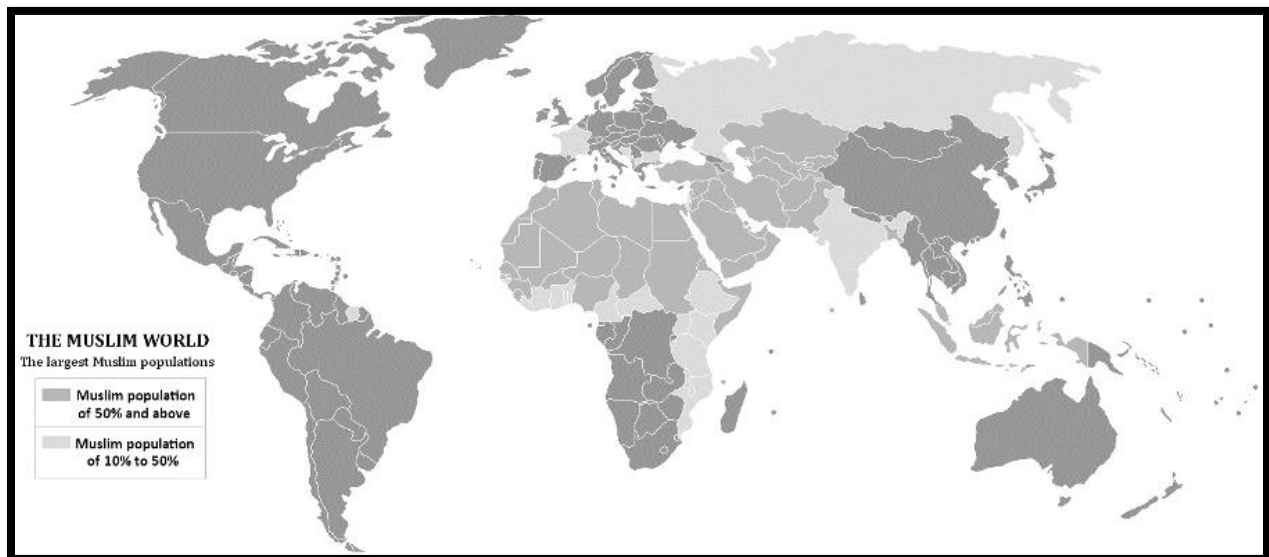 THE MUSLIM WORLD
The largest Muslim populations
Muslim population
of 50% and above
Muslim population
of 10% to 50%